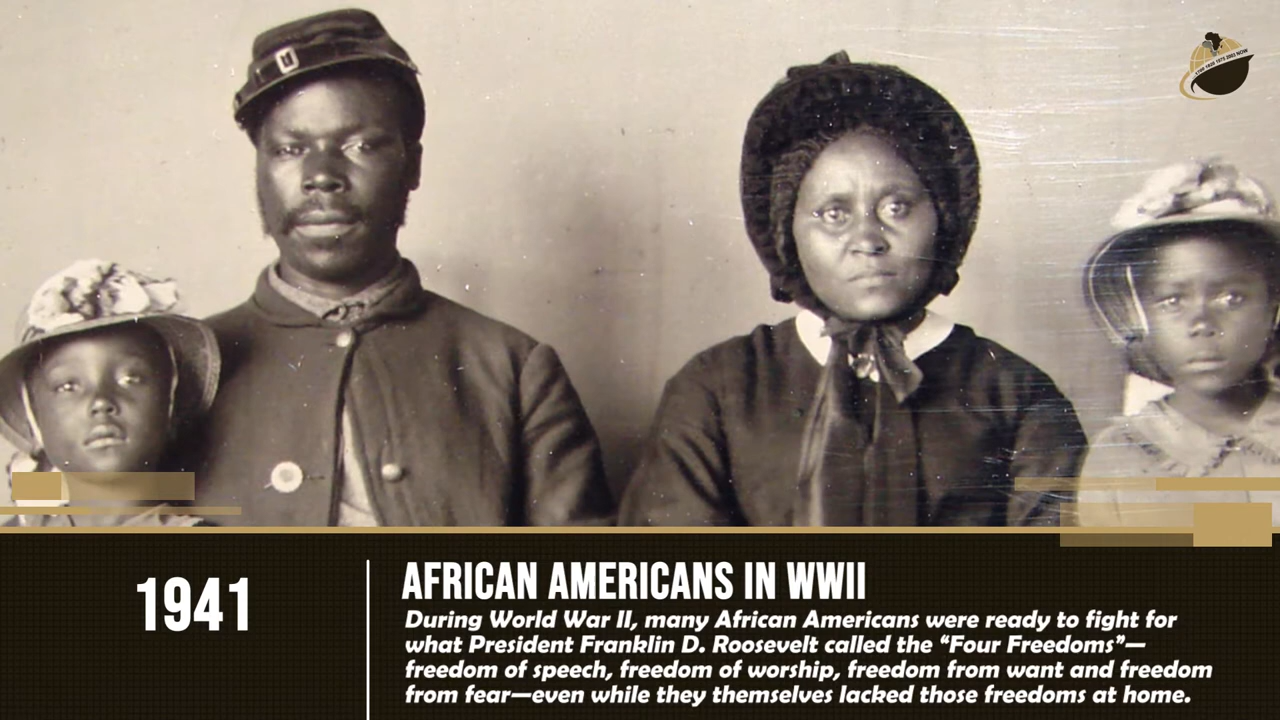 1941
AFRICAN AMERICANS IN WWII
During World War II, many African Americans were ready to fight for
what President Franklin D. Roosevelt called the “Four Freedoms”—
freedom of speech, freedom of worship, freedom from want and freedom
from fear—even while they themselves lacked those freedoms at home.